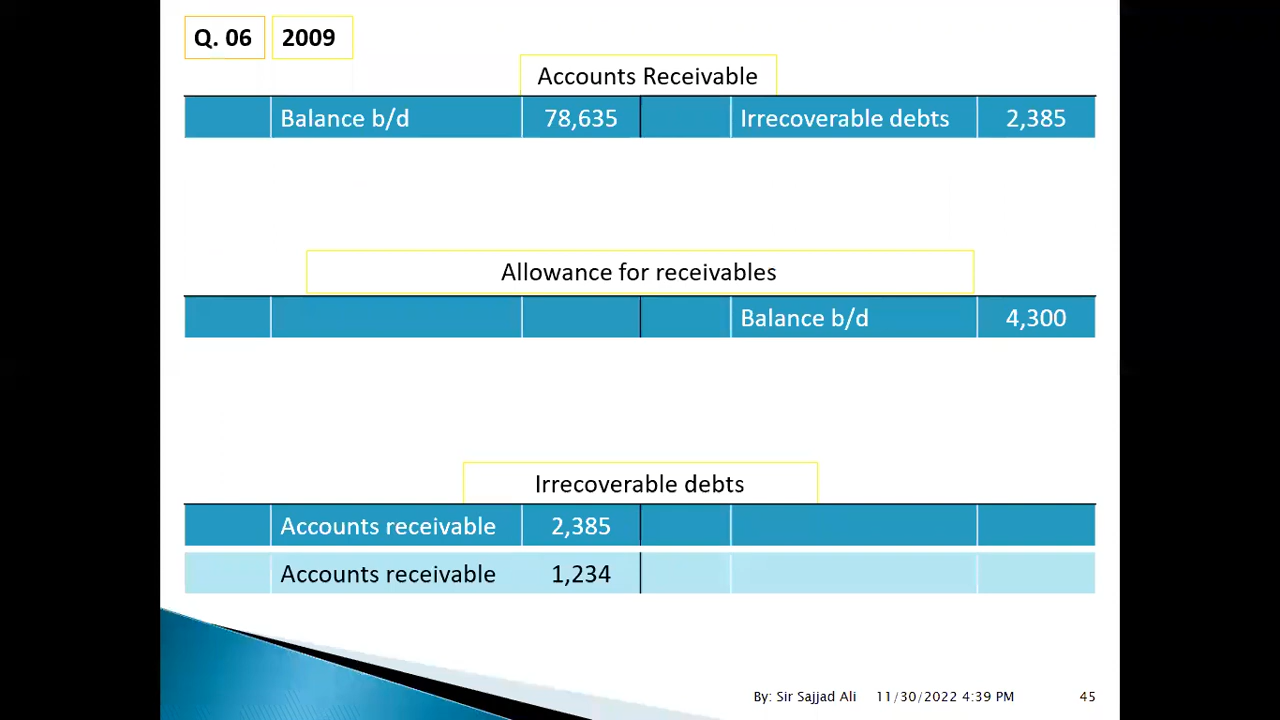 Q. 06 2009
Accounts Receivable
Balance b/d 78,635 Irrecoverable debts 2,385
Allowance for receivables
Balance b/d 4,300
Irrecoverable debts
Accounts receivable 2,385
Accounts receivable 1,234
By: Sir Sajjad Ali 11/30/2022 4:39 PM 45